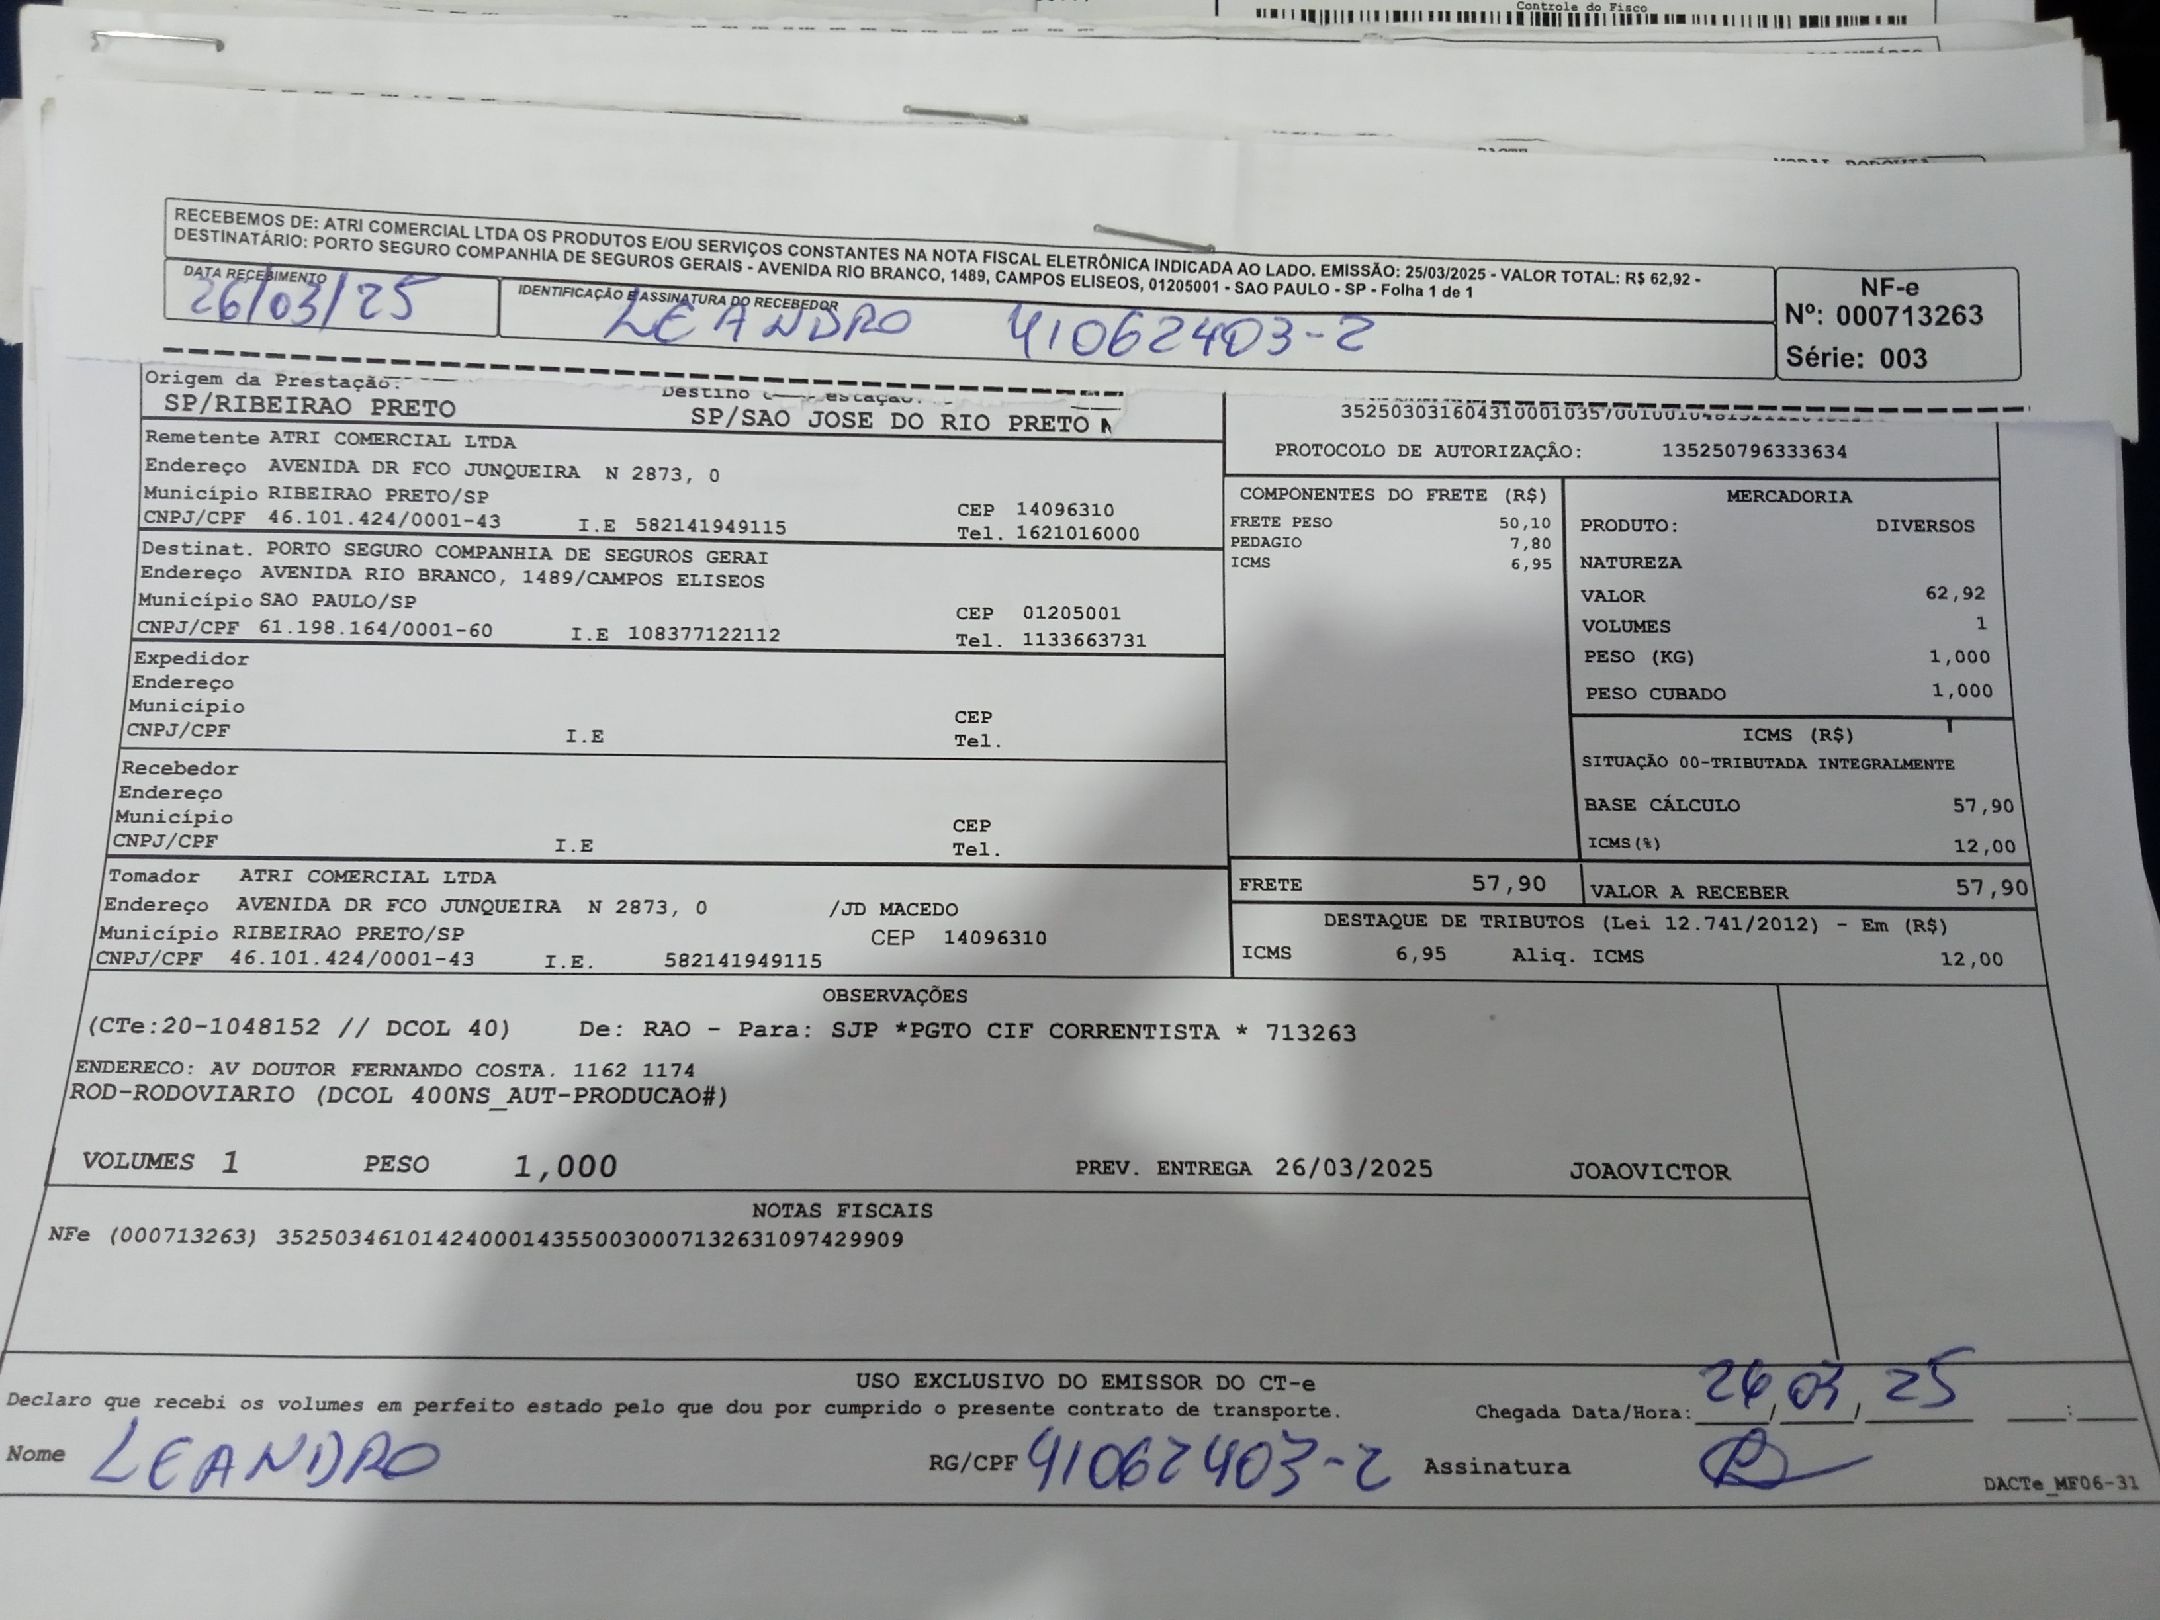 Controle do Fisco
RECEBEMOS DE: ATRI COMERCIAL LTDA OS PRODUTOS E/OU SERVIÇOS CONSTANTES NA NOTA FISCAL ELETRÔNICA INDICADA AO LADO. EMISSÃO: 25/03/2025 - VALOR TOTAL: R$ 62,92 -
DESTINATÁRIO: PORTO SEGURO COMPANHIA DE SEGUROS GERAIS - AVENIDA RIO BRANCO, 1489, CAMPOS ELISEOS, 01205001 - SAO PAULO - SP - Folha 1 de 1
DATA RECEBIMENTO
26/03/25
IDENTIFICAÇÃO E ASSINATURA DO RECEBEDOR
LEANDRO 41062403-2
NF-e
Nº: 000713263
Série: 003
Origem da Prestação:
SP/RIBEIRAO PRETO
Destino
SP/SAO JOSE DO RIO PRETO
PROTOCOLO DE AUTORIZAÇÃO: 135250796333634
Remetente ATRI COMERCIAL LTDA
Endereço AVENIDA DR FCO JUNQUEIRA N 2873, 0
Município RIBEIRAO PRETO/SP CEP 14096310
CNPJ/CPF 46.101.424/0001-43 I.E 582141949115 Tel. 1621016000
Destinat. PORTO SEGURO COMPANHIA DE SEGUROS GERAI
Endereço AVENIDA RIO BRANCO, 1489/CAMPOS ELISEOS
Município SAO PAULO/SP CEP 01205001
CNPJ/CPF 61.198.164/0001-60 I.E 108377122112 Tel. 1133663731
Expedidor
Endereço
Município CEP
CNPJ/CPF I.E Tel.
Recebedor
Endereço
Município CEP
CNPJ/CPF I.E Tel.
Tomador ATRI COMERCIAL LTDA
Endereço AVENIDA DR FCO JUNQUEIRA N 2873, 0 /JD MACEDO
Município RIBEIRAO PRETO/SP CEP 14096310
CNPJ/CPF 46.101.424/0001-43 I.E. 582141949115
COMPONENTES DO FRETE (R$)
FRETE PESO 50,10
PEDAGIO 7,80
ICMS 6,95
MERCADORIA
PRODUTO: DIVERSOS
NATUREZA
VALOR 62,92
VOLUMES 1
PESO (KG) 1,000
PESO CUBADO 1,000
ICMS (R$)
SITUAÇÃO 00-TRIBUTADA INTEGRALMENTE
BASE CÁLCULO 57,90
ICMS(%) 12,00
FRETE 57,90 VALOR A RECEBER 57,90
DESTAQUE DE TRIBUTOS (Lei 12.741/2012) - Em (R$)
ICMS 6,95 Aliq. ICMS 12,00
OBSERVAÇÕES
(CTe:20-1048152 // DCOL 40) De: RAO - Para: SJP *PGTO CIF CORRENTISTA * 713263
ENDERECO: AV DOUTOR FERNANDO COSTA. 1162 1174
ROD-RODOVIARIO (DCOL 400NS_AUT-PRODUCAO#)
VOLUMES 1 PESO 1,000 PREV. ENTREGA 26/03/2025 JOAOVICTOR
NOTAS FISCAIS
NFe (000713263) 35250346101424000143550030007132631097429909
USO EXCLUSIVO DO EMISSOR DO CT-e
Declaro que recebi os volumes em perfeito estado pelo que dou por cumprido o presente contrato de transporte. Chegada Data/Hora: 26/03/25
Nome LEANDRO RG/CPF 41062403-2 Assinatura
DACTe_MF06-31